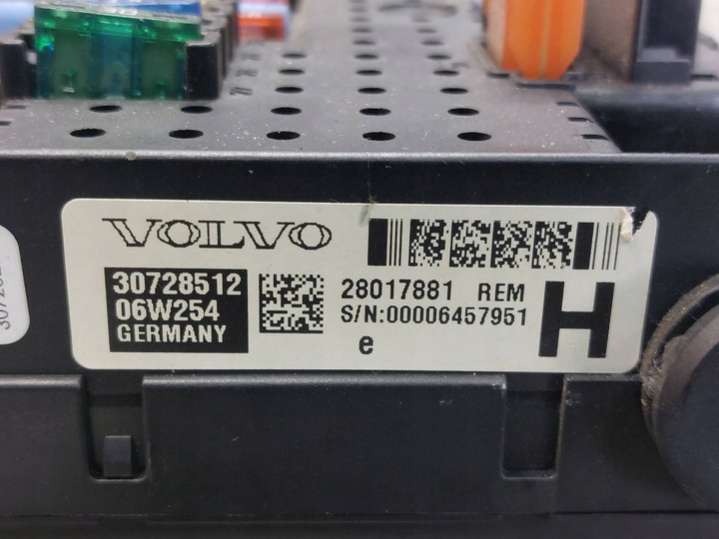 VOLVO
30728512
06W254
GERMANY
28017881 REM
S/N:00006457951
e
H